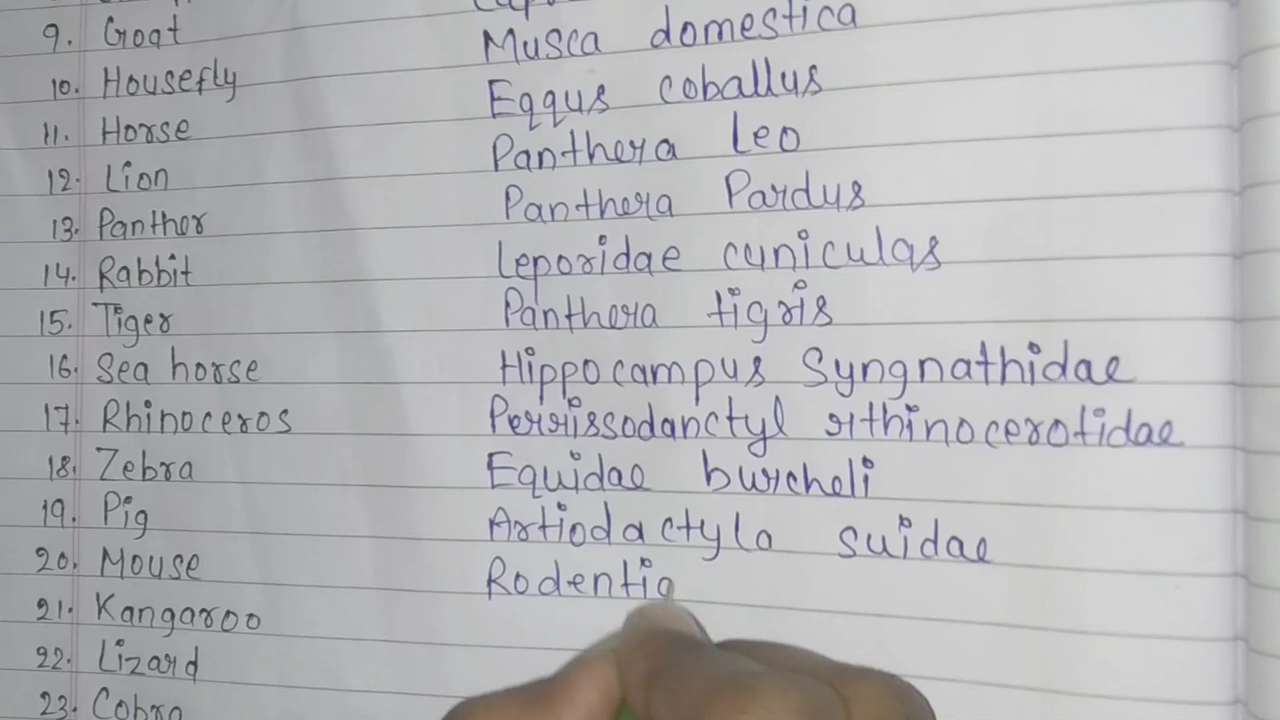 9. Goat
10. Housefly Musca domestica
11. Horse Eqqus coballus
12. Lion Panthera Leo
13. Panther Panthera Pardus
14. Rabbit Leporidae cuniculas
15. Tiger Panthera tigris
16. Sea horse Hippocampus Syngnathidae
17. Rhinoceros Perrissodanctyl rthinocerotidae
18. Zebra Equidae burcheli
19. Pig Artiodactyla suidae
20. Mouse Rodentia
21. Kangaroo
22. Lizard
23. Cobra